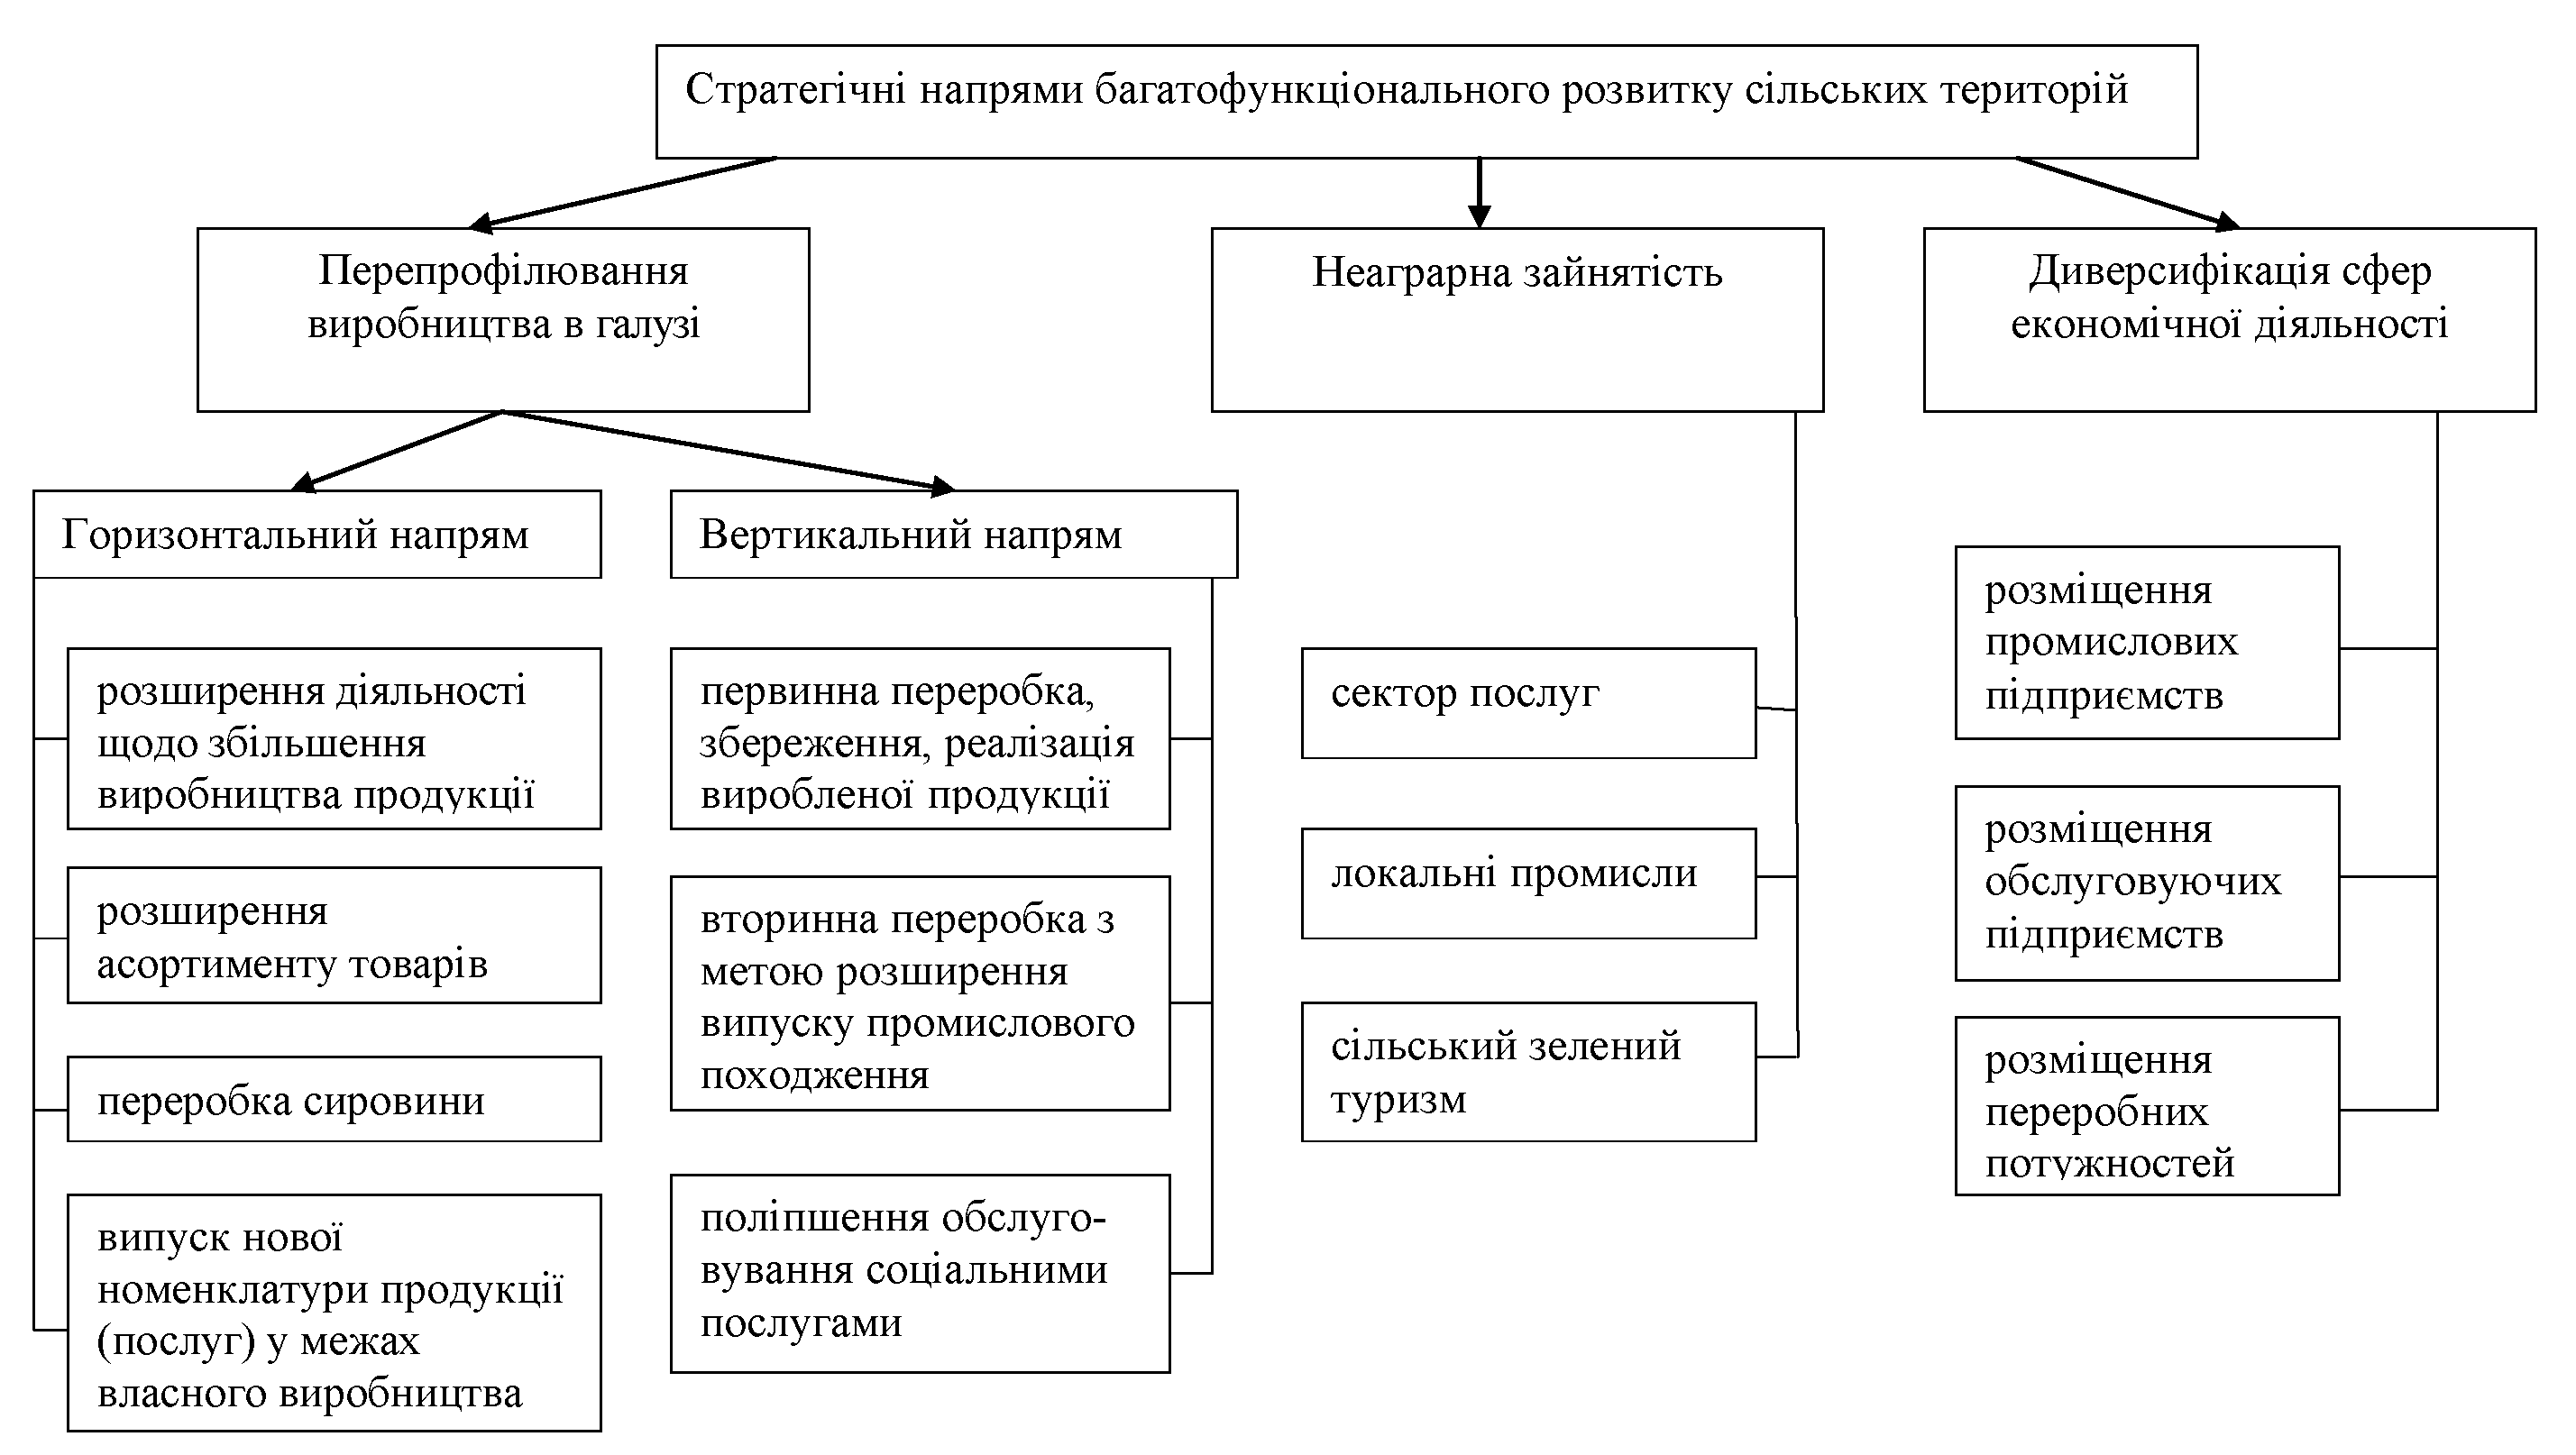 Стратегічні напрями багатофункціонального розвитку сільських територій
Перепрофілювання
виробництва в галузі
Неаграрна зайнятість
Диверсифікація сфер
економічної діяльності
Горизонтальний напрям
розширення діяльності
щодо збільшення
виробництва продукції
розширення
асортименту товарів
переробка сировини
випуск нової
номенклатури продукції
(послуг) у межах
власного виробництва
Вертикальний напрям
первинна переробка,
збереження, реалізація
виробленої продукції
вторинна переробка з
метою розширення
випуску промислового
походження
поліпшення обслуго-
вування соціальними
послугами
сектор послуг
локальні промисли
сільський зелений
туризм
розміщення
промислових
підприємств
розміщення
обслуговуючих
підприємств
розміщення
переробних
потужностей